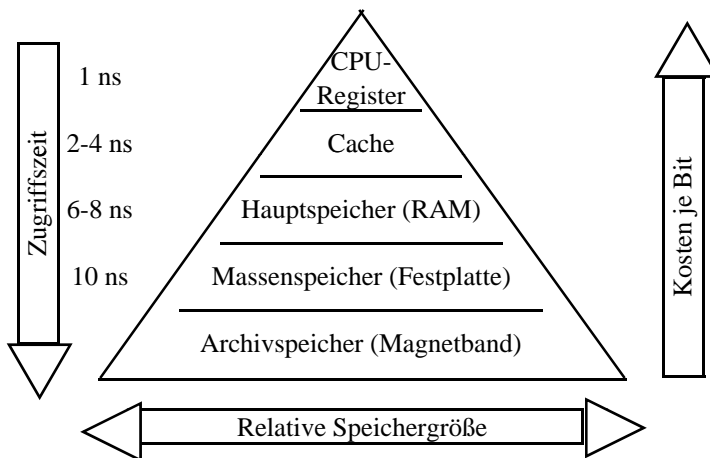 CPU-
Register
1 ns
Cache
2-4 ns
Hauptspeicher (RAM)
6-8 ns
Massenspeicher (Festplatte)
10 ns
Archivspeicher (Magnetband)
Zugriffszeit
Kosten je Bit
Relative Speichergröße